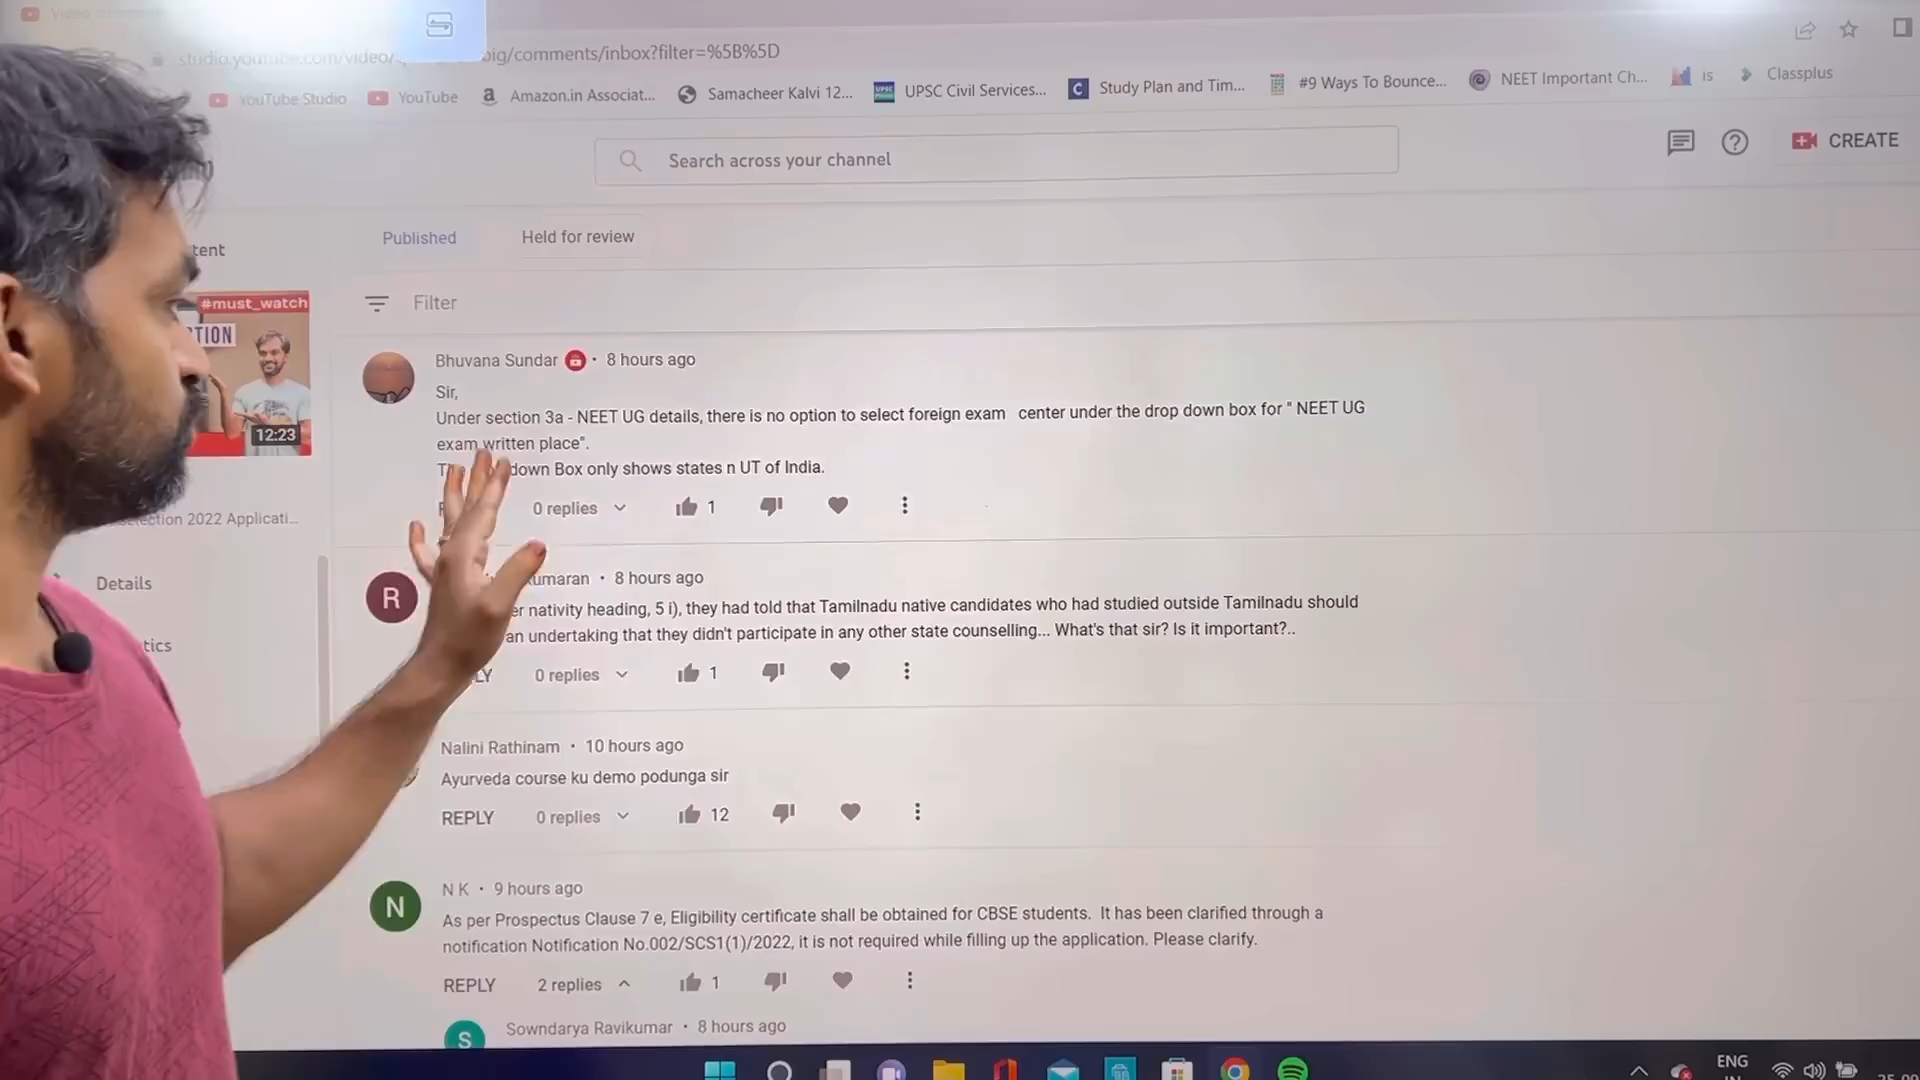 studio.youtube.com/video/ big/comments/inbox?filter=%5B%5D
YouTube Studio YouTube Amazon.in Associat... Samacheer Kalvi 12... UPSC Civil Services... Study Plan and Tim... #9 Ways To Bounce... NEET Important Ch... is Classplus
Search across your channel
CREATE
Published Held for review
tent
Filter
#must_watch
TION
12:23
ection 2022 Applicati...
Details
tics
Bhuvana Sundar · 8 hours ago
Sir,
Under section 3a - NEET UG details, there is no option to select foreign exam center under the drop down box for " NEET UG
exam written place".
down Box only shows states n UT of India.
0 replies 1
R
umaran · 8 hours ago
er nativity heading, 5 i), they had told that Tamilnadu native candidates who had studied outside Tamilnadu should
an undertaking that they didn't participate in any other state counselling... What's that sir? Is it important?..
LY 0 replies 1
Nalini Rathinam · 10 hours ago
Ayurveda course ku demo podunga sir
REPLY 0 replies 12
N
N K · 9 hours ago
As per Prospectus Clause 7 e, Eligibility certificate shall be obtained for CBSE students. It has been clarified through a
notification Notification No.002/SCS1(1)/2022, it is not required while filling up the application. Please clarify.
REPLY 2 replies 1
S
Sowndarya Ravikumar · 8 hours ago
ENG